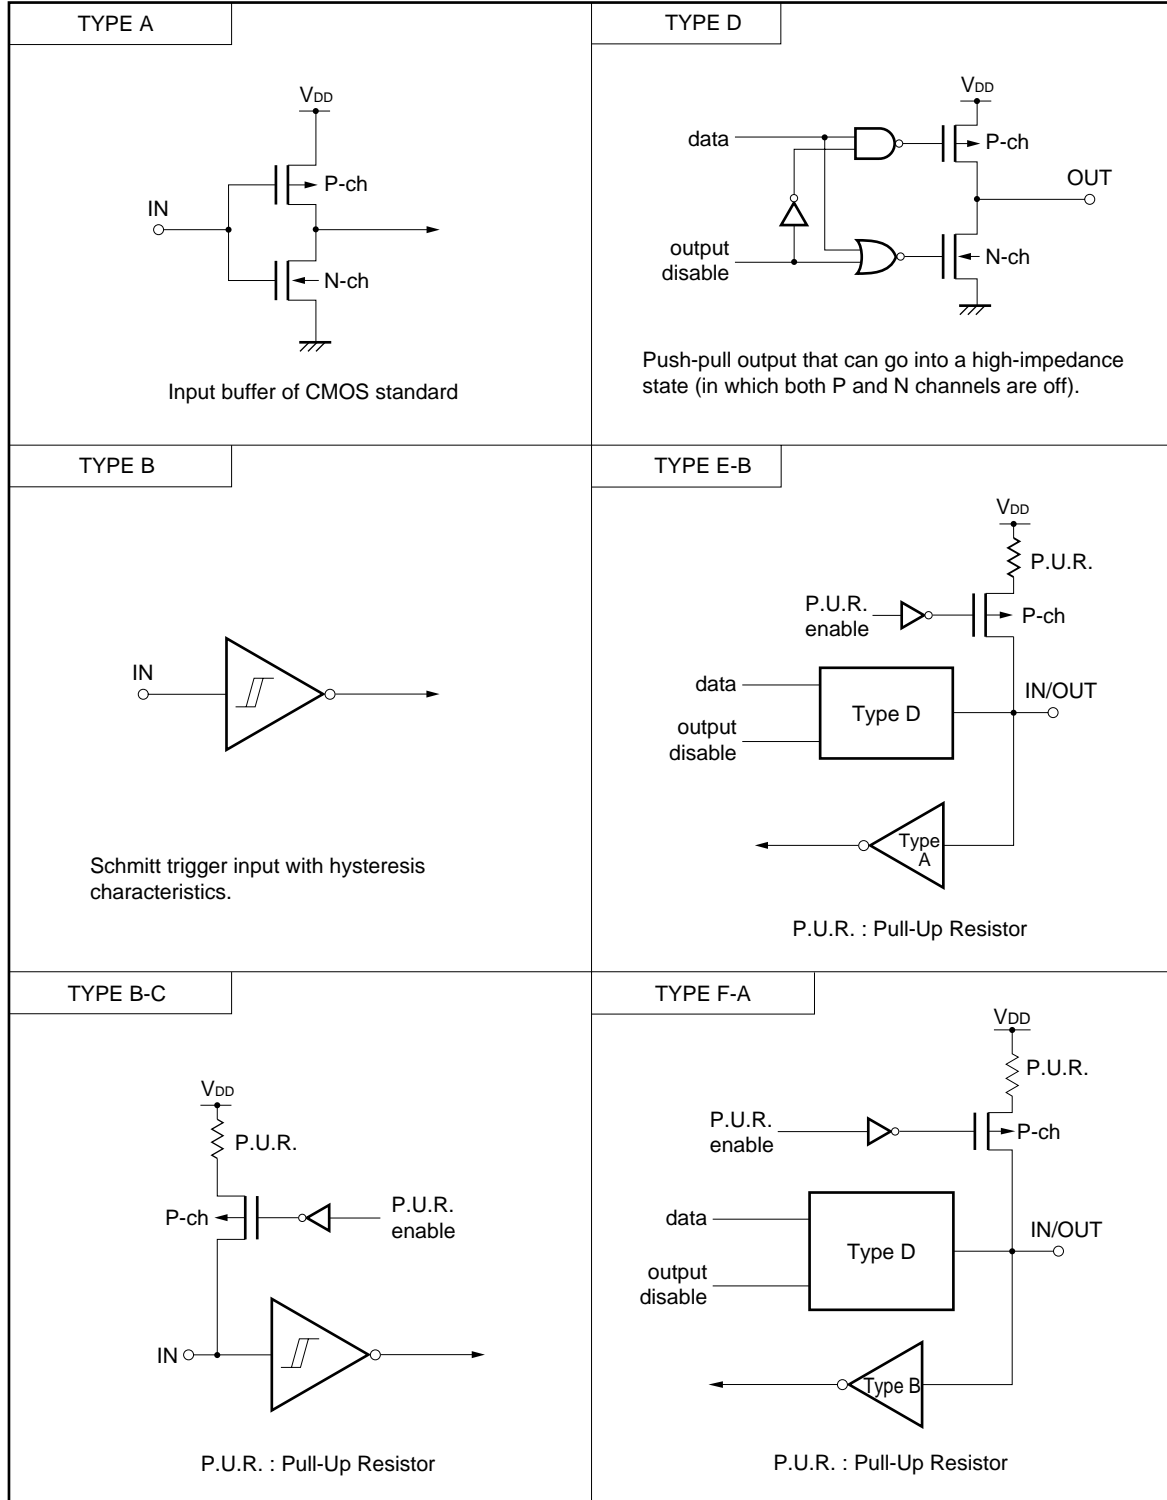 TYPE A
VDD
P-ch
IN
N-ch
Input buffer of CMOS standard
TYPE D
VDD
data
P-ch
OUT
output
disable
N-ch
Push-pull output that can go into a high-impedance
state (in which both P and N channels are off).
TYPE B
IN
Schmitt trigger input with hysteresis
characteristics.
TYPE E-B
VDD
P.U.R.
P.U.R.
enable
P-ch
data
IN/OUT
Type D
output
disable
Type
A
P.U.R. : Pull-Up Resistor
TYPE B-C
VDD
P.U.R.
P-ch
P.U.R.
enable
IN
P.U.R. : Pull-Up Resistor
TYPE F-A
VDD
P.U.R.
P.U.R.
enable
P-ch
data
IN/OUT
Type D
output
disable
Type B
P.U.R. : Pull-Up Resistor